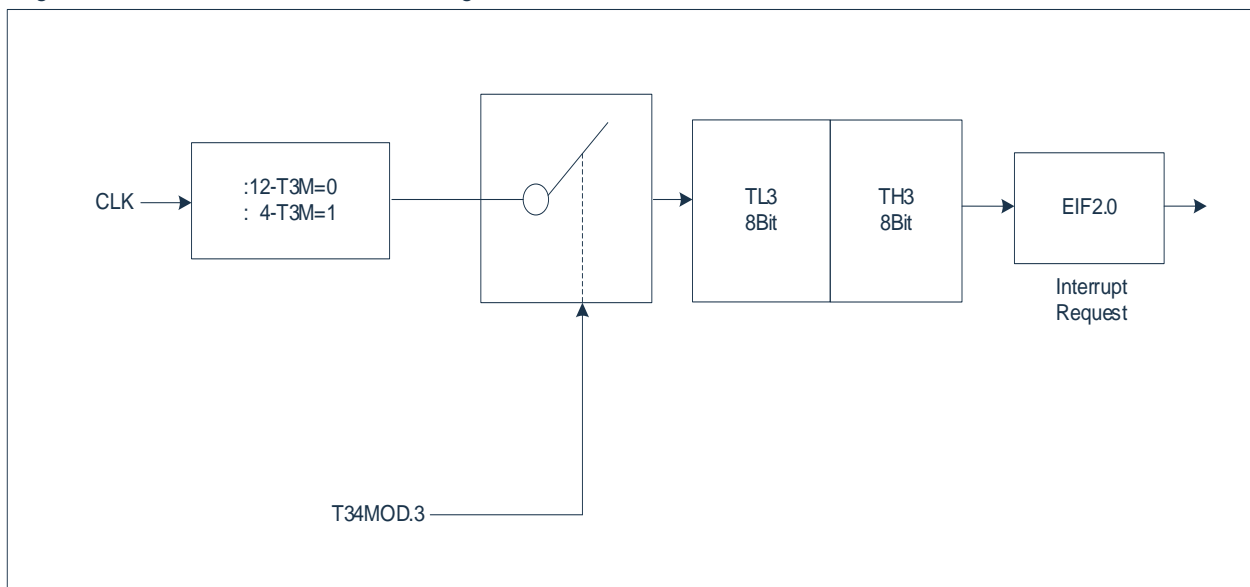 CLK
:12-T3M=0
: 4-T3M=1
TL3
8Bit
TH3
8Bit
EIF2.0
Interrupt
Request
T34MOD.3